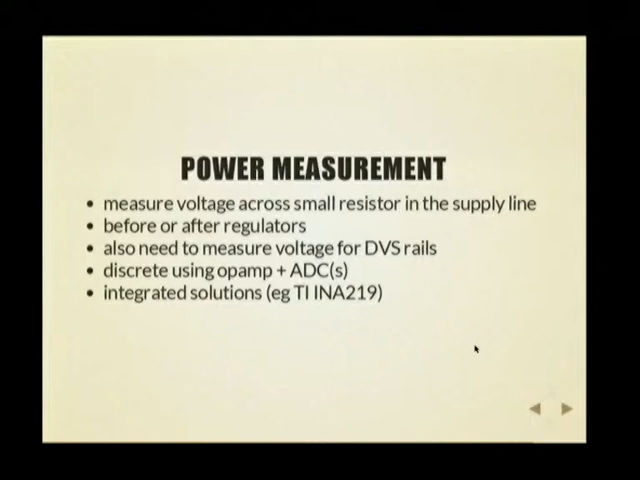 POWER MEASUREMENT
measure voltage across small resistor in the supply line
before or after regulators
also need to measure voltage for DVS rails
discrete using opamp + ADC(s)
integrated solutions (eg TI INA219)